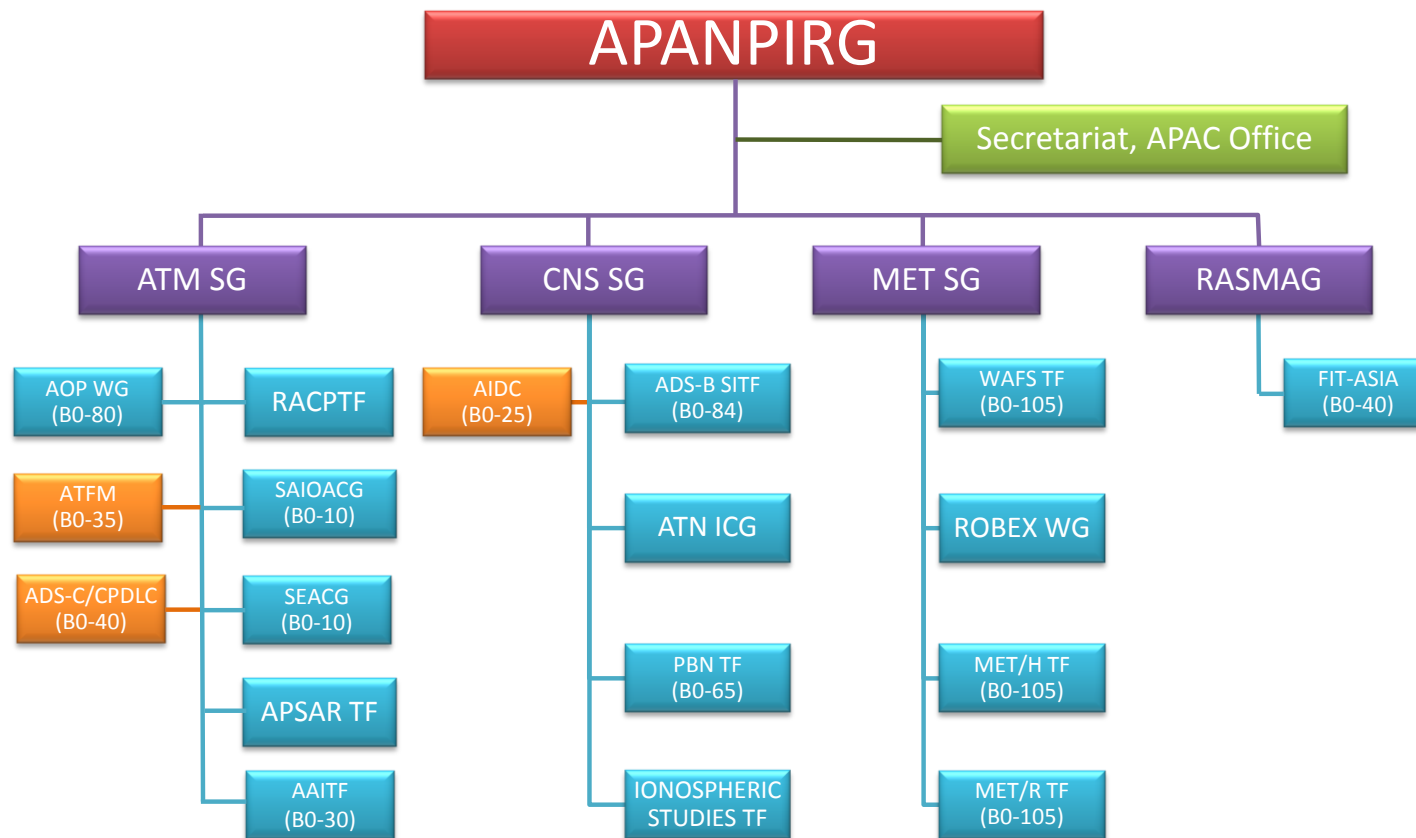 APANPIRG
Secretariat, APAC Office
ATM SG
CNS SG
MET SG
RASMAG
AOP WG
(B0-80)
RACPTF
ATFM
(B0-35)
SAIOACG
(B0-10)
ADS-C/CPDLC
(B0-40)
SEACG
(B0-10)
APSAR TF
AAITF
(B0-30)
AIDC
(B0-25)
ADS-B SITF
(B0-84)
ATN ICG
PBN TF
(B0-65)
IONOSPHERIC
STUDIES TF
WAFS TF
(B0-105)
ROBEX WG
MET/H TF
(B0-105)
MET/R TF
(B0-105)
FIT-ASIA
(B0-40)